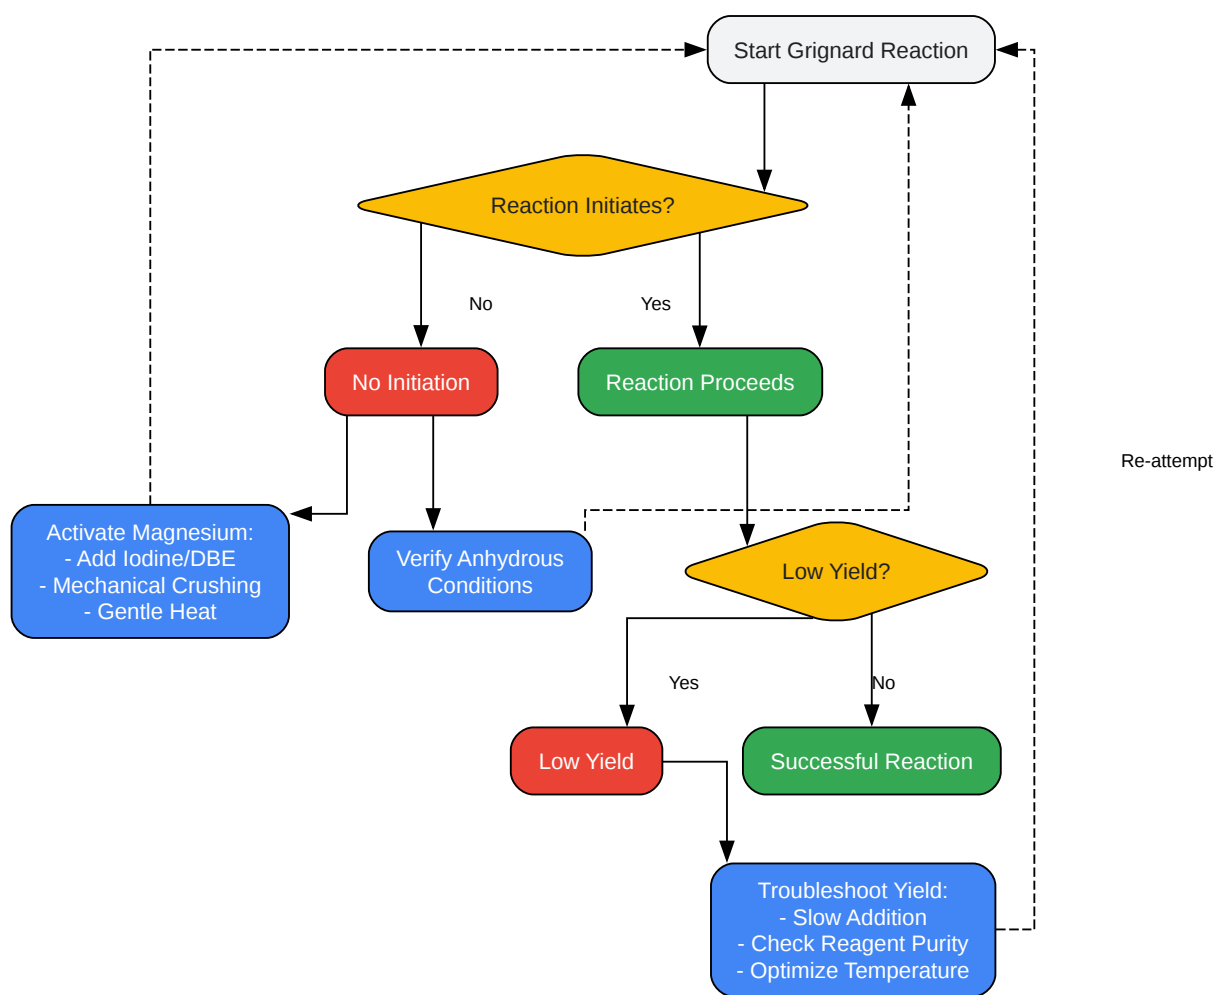 Start Grignard Reaction
Reaction Initiates?
No
Yes
No Initiation
Reaction Proceeds
Re-attempt
Activate Magnesium:
- Add Iodine/DBE
- Mechanical Crushing
- Gentle Heat
Verify Anhydrous
Conditions
Low Yield?
Yes
No
Low Yield
Successful Reaction
Troubleshoot Yield:
- Slow Addition
- Check Reagent Purity
- Optimize Temperature